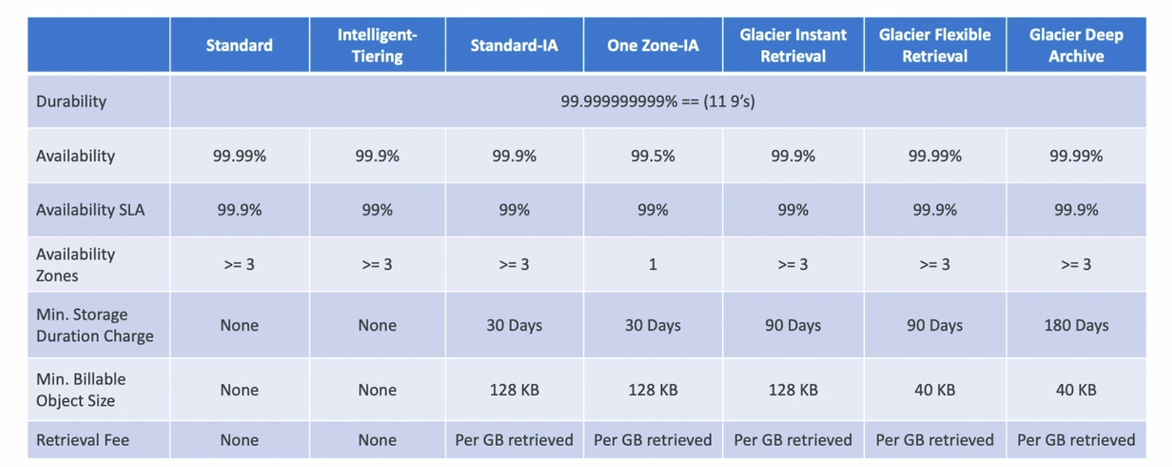 Standard Intelligent-Tiering Standard-IA One Zone-IA Glacier Instant Retrieval Glacier Flexible Retrieval Glacier Deep Archive
Durability 99.999999999% == (11 9's)
Availability 99.99% 99.9% 99.9% 99.5% 99.9% 99.99% 99.99%
Availability SLA 99.9% 99% 99% 99% 99% 99.9% 99.9%
Availability Zones >= 3 >= 3 >= 3 1 >= 3 >= 3 >= 3
Min. Storage Duration Charge None None 30 Days 30 Days 90 Days 90 Days 180 Days
Min. Billable Object Size None None 128 KB 128 KB 128 KB 40 KB 40 KB
Retrieval Fee None None Per GB retrieved Per GB retrieved Per GB retrieved Per GB retrieved Per GB retrieved